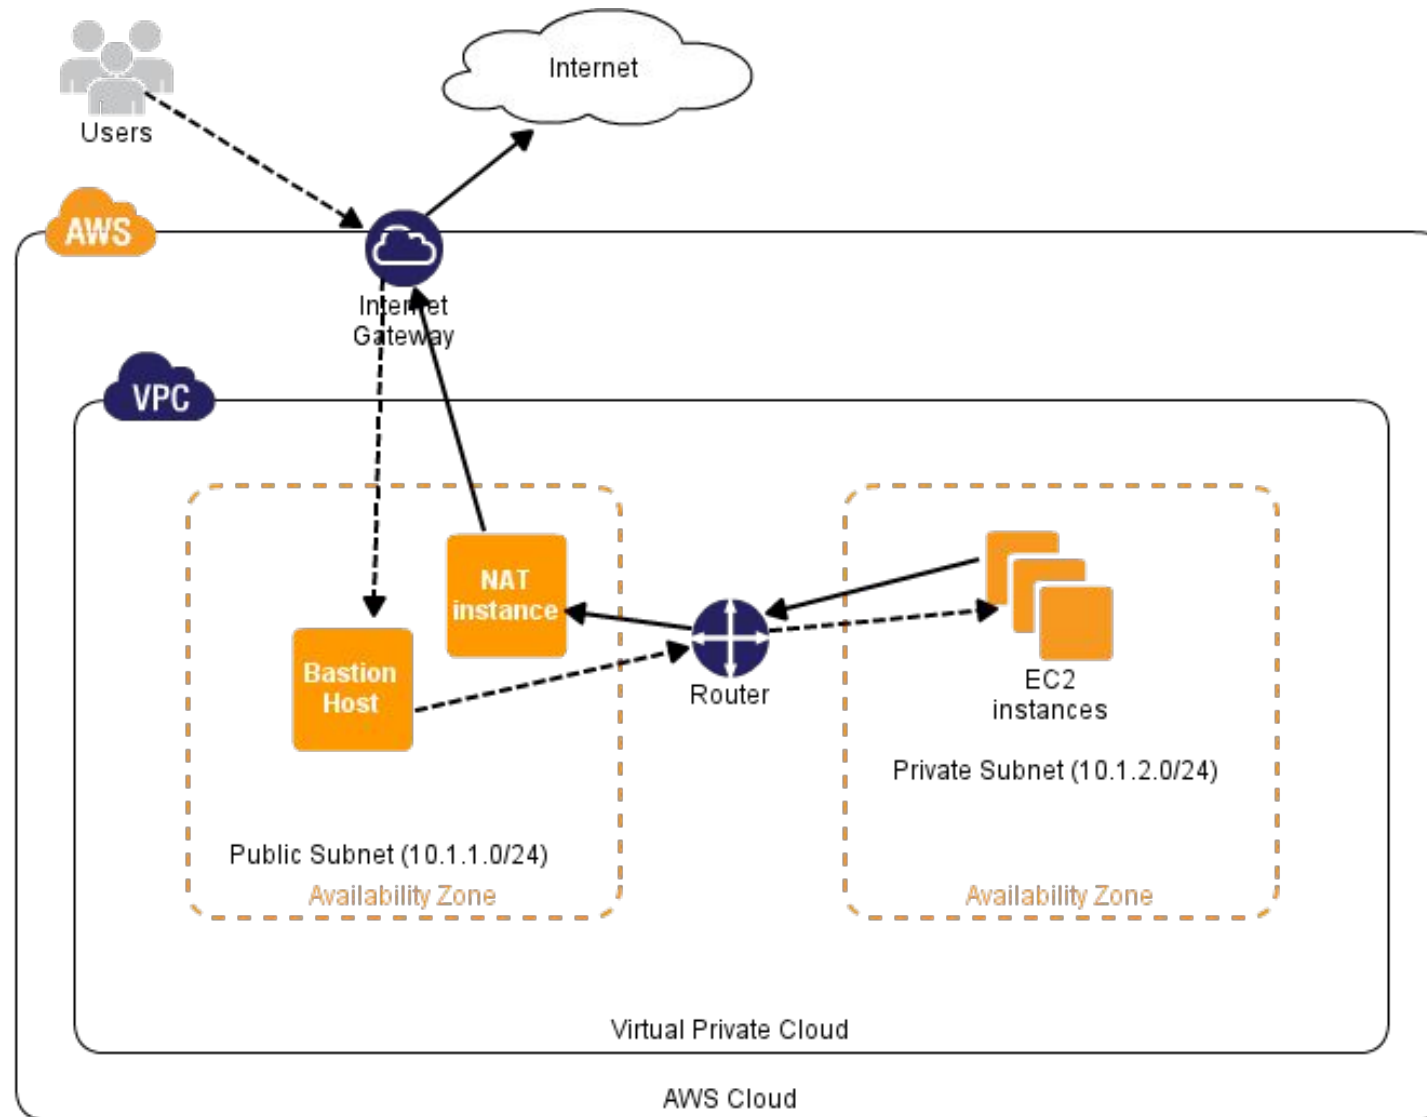 Internet
Users
AWS
Internet
Gateway
VPC
NAT
instance
Bastion
Host
Router
EC2
instances
Private Subnet (10.1.2.0/24)
Public Subnet (10.1.1.0/24)
Availability Zone
Availability Zone
Virtual Private Cloud
AWS Cloud